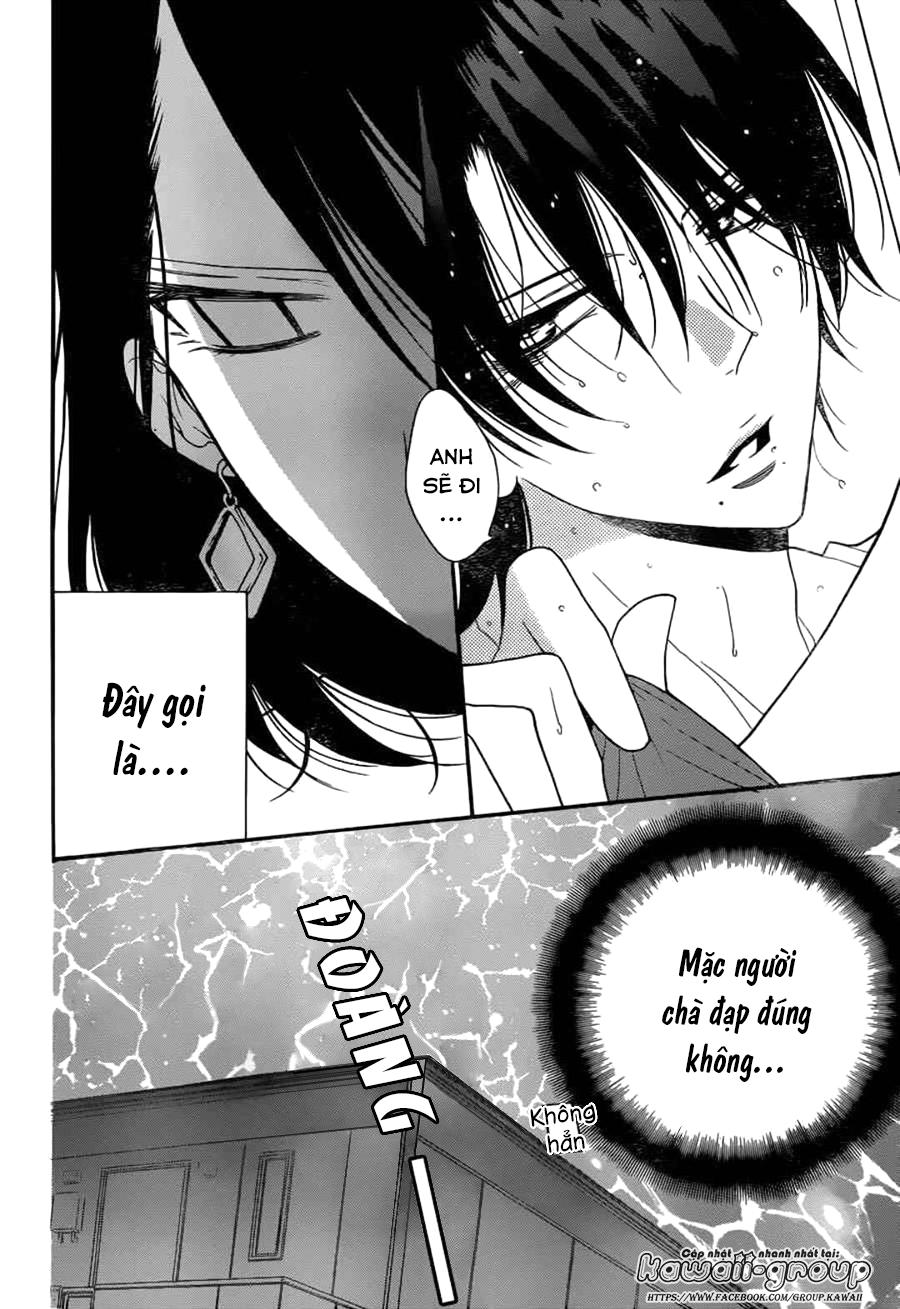 ANH
SẼ ĐI
...
Đây gọi
là....
Mặc người
chà đạp đúng
không...
ĐOÀNG
Không
hẳn
Cập nhật nhanh nhất tại:
kawaii-group
HTTPS://WWW.FACEBOOK.COM/GROUP.KAWAII